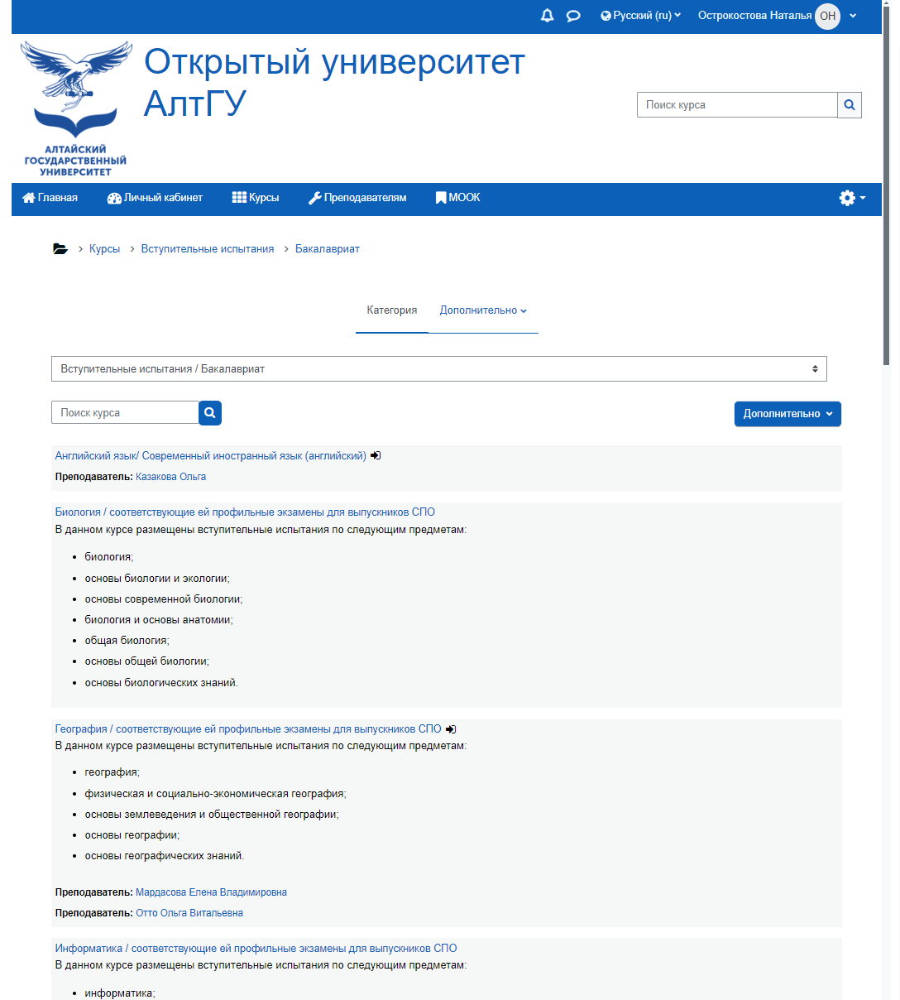 Русский (ru)
Острокостова Наталья
ОН
Открытый университет
АлтГУ
Поиск курса
АЛТАЙСКИЙ
ГОСУДАРСТВЕННЫЙ
УНИВЕРСИТЕТ
Главная
Личный кабинет
Курсы
Преподавателям
МООК
Курсы
Вступительные испытания
Бакалавриат
Категория
Дополнительно
Вступительные испытания / Бакалавриат
Поиск курса
Дополнительно
Английский язык/ Современный иностранный язык (английский)
Преподаватель: Казакова Ольга
Биология / соответствующие ей профильные экзамены для выпускников СПО
В данном курсе размещены вступительные испытания по следующим предметам:
• биология;
• основы биологии и экологии;
• основы современной биологии;
• биология и основы анатомии;
• общая биология;
• основы общей биологии;
• основы биологических знаний.
География / соответствующие ей профильные экзамены для выпускников СПО
В данном курсе размещены вступительные испытания по следующим предметам:
• география;
• физическая и социально-экономическая география;
• основы землеведения и общественной географии;
• основы географии;
• основы географических знаний.
Преподаватель: Мардасова Елена Владимировна
Преподаватель: Отто Ольга Витальевна
Информатика / соответствующие ей профильные экзамены для выпускников СПО
В данном курсе размещены вступительные испытания по следующим предметам:
• информатика;